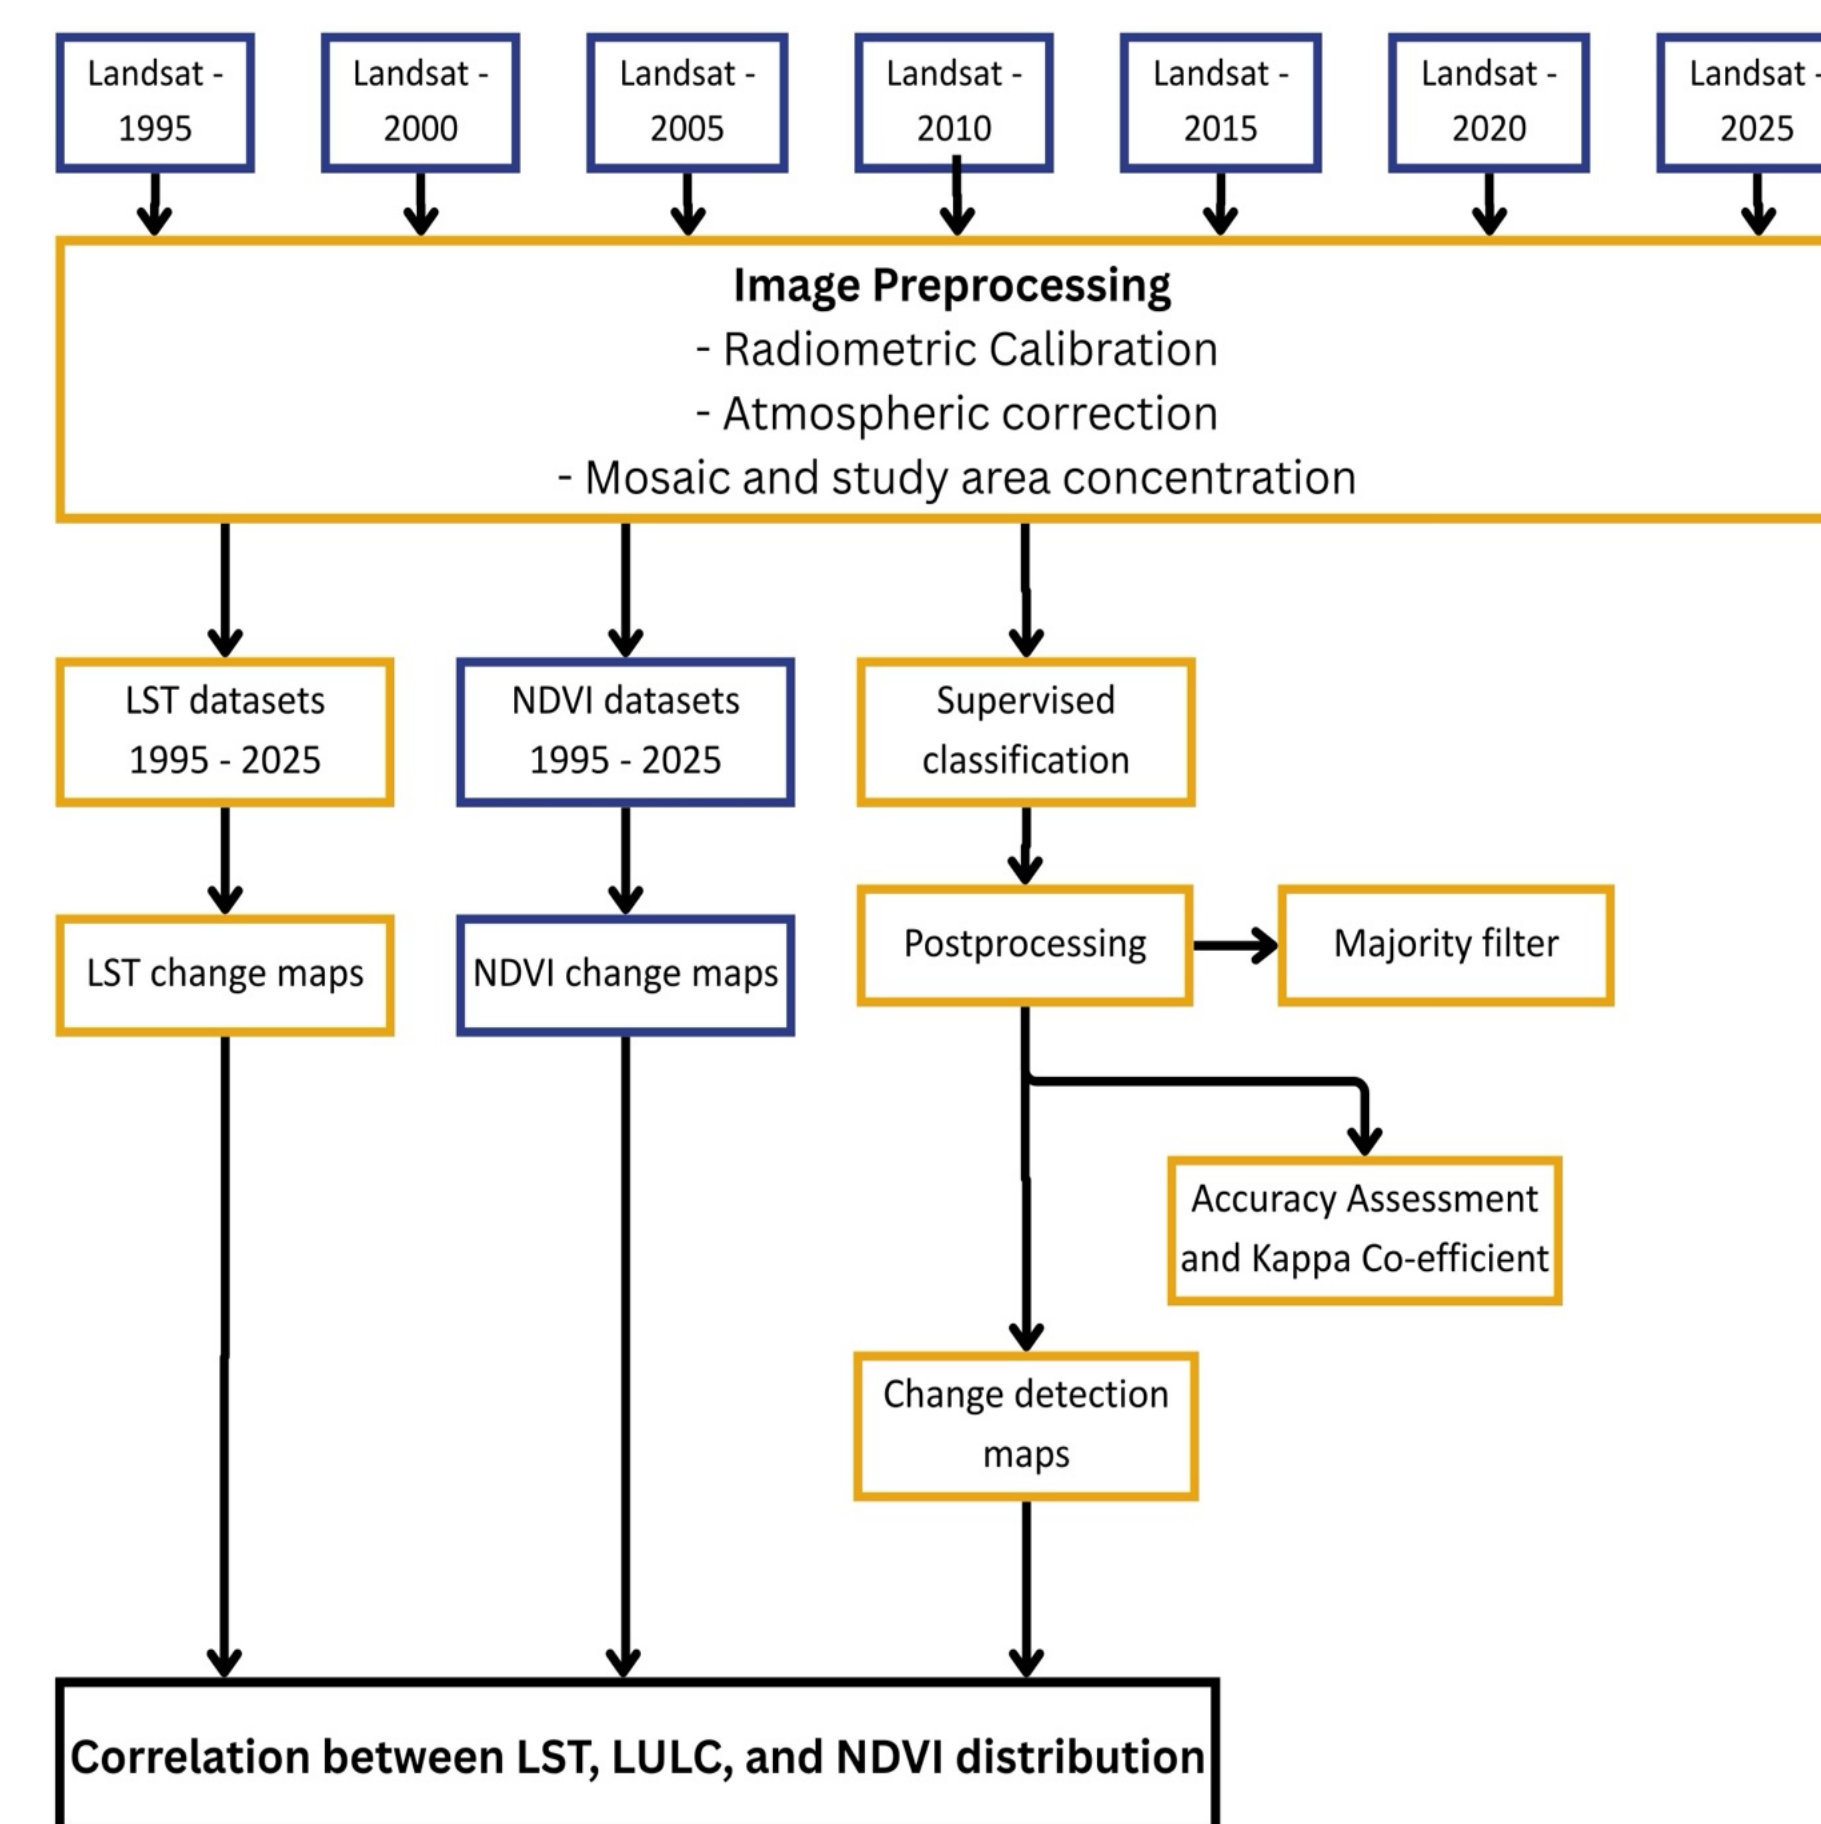 Landsat -
1995
Landsat -
2000
Landsat -
2005
Landsat -
2010
Landsat -
2015
Landsat -
2020
Landsat -
2025
Image Preprocessing
- Radiometric Calibration
- Atmospheric correction
- Mosaic and study area concentration
LST datasets
1995 - 2025
NDVI datasets
1995 - 2025
Supervised
classification
LST change maps
NDVI change maps
Postprocessing
Majority filter
Accuracy Assessment
and Kappa Co-efficient
Change detection
maps
Correlation between LST, LULC, and NDVI distribution